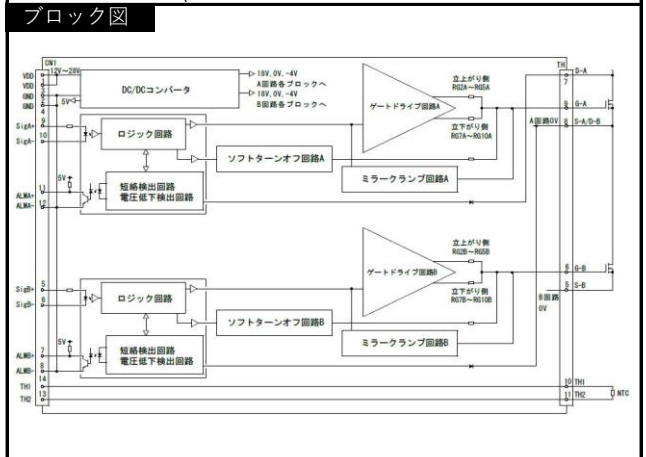 ブロック図
CN1
TH
VDD
12V~28V
VDD
GND
GND
5V
DC/DCコンバータ
18V, 0V, -4V
A回路各ブロックへ
18V, 0V, -4V
B回路各ブロックへ
D-A
7
立上がり側
RG2A~RG5A
ゲートドライブ回路A
立下がり側
RG7A~RG10A
G-A
9
A回路0V
8
S-A/D-B
SigA+
9
SigA-
10
ロジック回路
ソフトターンオフ回路A
ミラークランプ回路A
5V
ALMA+
11
ALMA-
12
短絡検出回路
電圧低下検出回路
立上がり側
RG2B~RG5B
ゲートドライブ回路B
立下がり側
RG7B~RG10B
6
G-B
5
S-B
B回路
0V
SigB+
5
SigB-
6
ロジック回路
ソフトターンオフ回路B
ミラークランプ回路B
5V
ALMB+
7
ALMB-
8
短絡検出回路
電圧低下検出回路
TH1
14
TH2
13
10
TH1
11
TH2
NTC